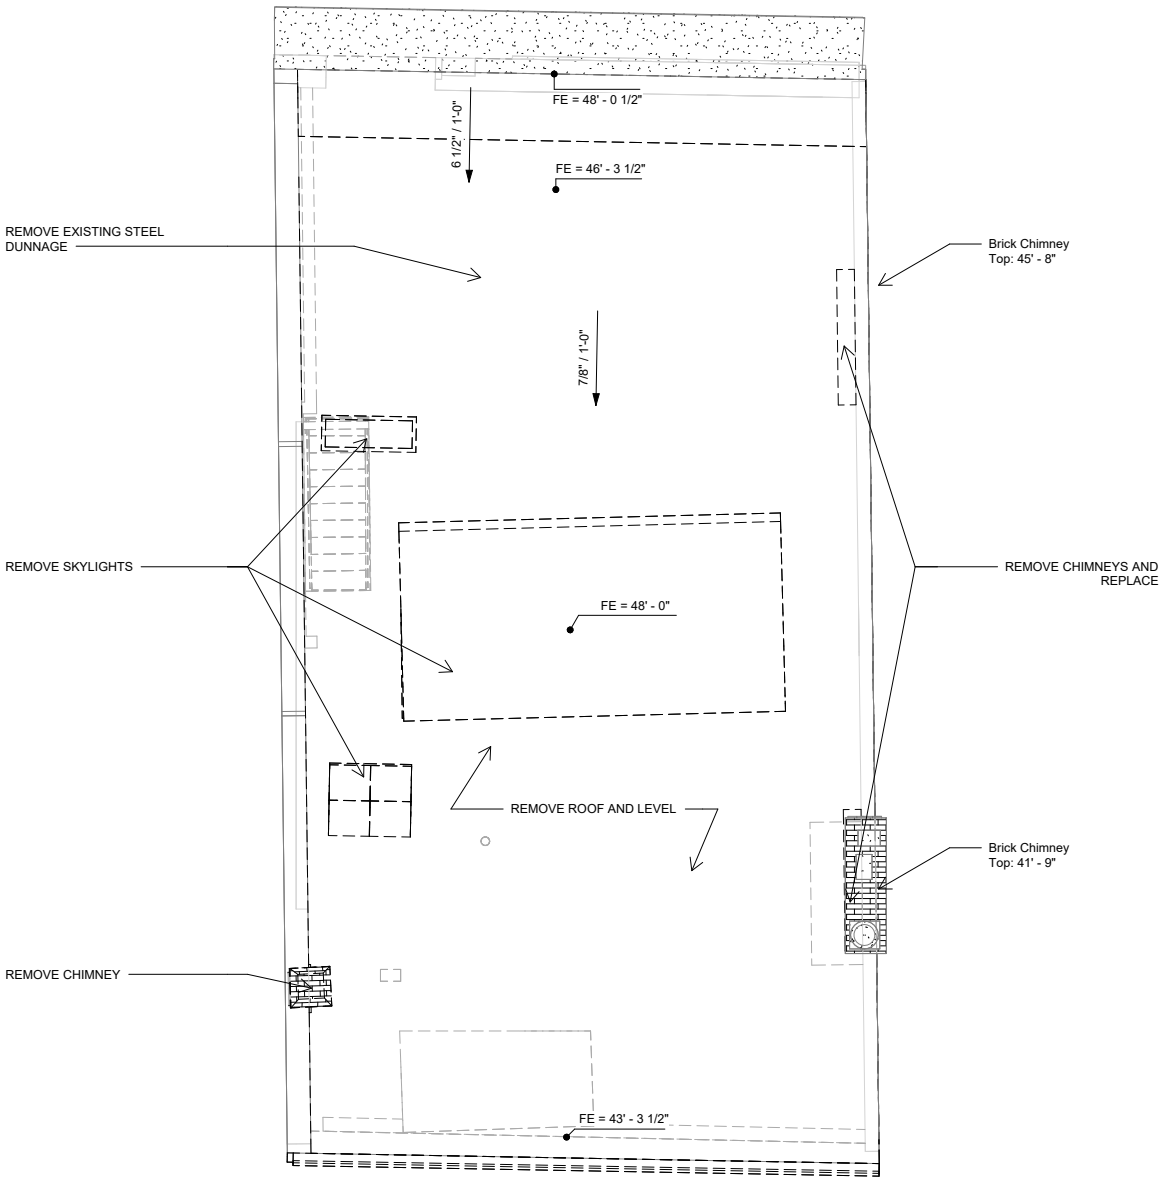 FE = 48' - 0 1/2"
6 1/2" / 1'-0"
FE = 46' - 3 1/2"
REMOVE EXISTING STEEL
DUNNAGE
Brick Chimney
Top: 45' - 8"
7/8" / 1'-0"
REMOVE SKYLIGHTS
REMOVE CHIMNEYS AND
REPLACE
FE = 48' - 0"
REMOVE ROOF AND LEVEL
Brick Chimney
Top: 41' - 9"
REMOVE CHIMNEY
FE = 43' - 3 1/2"